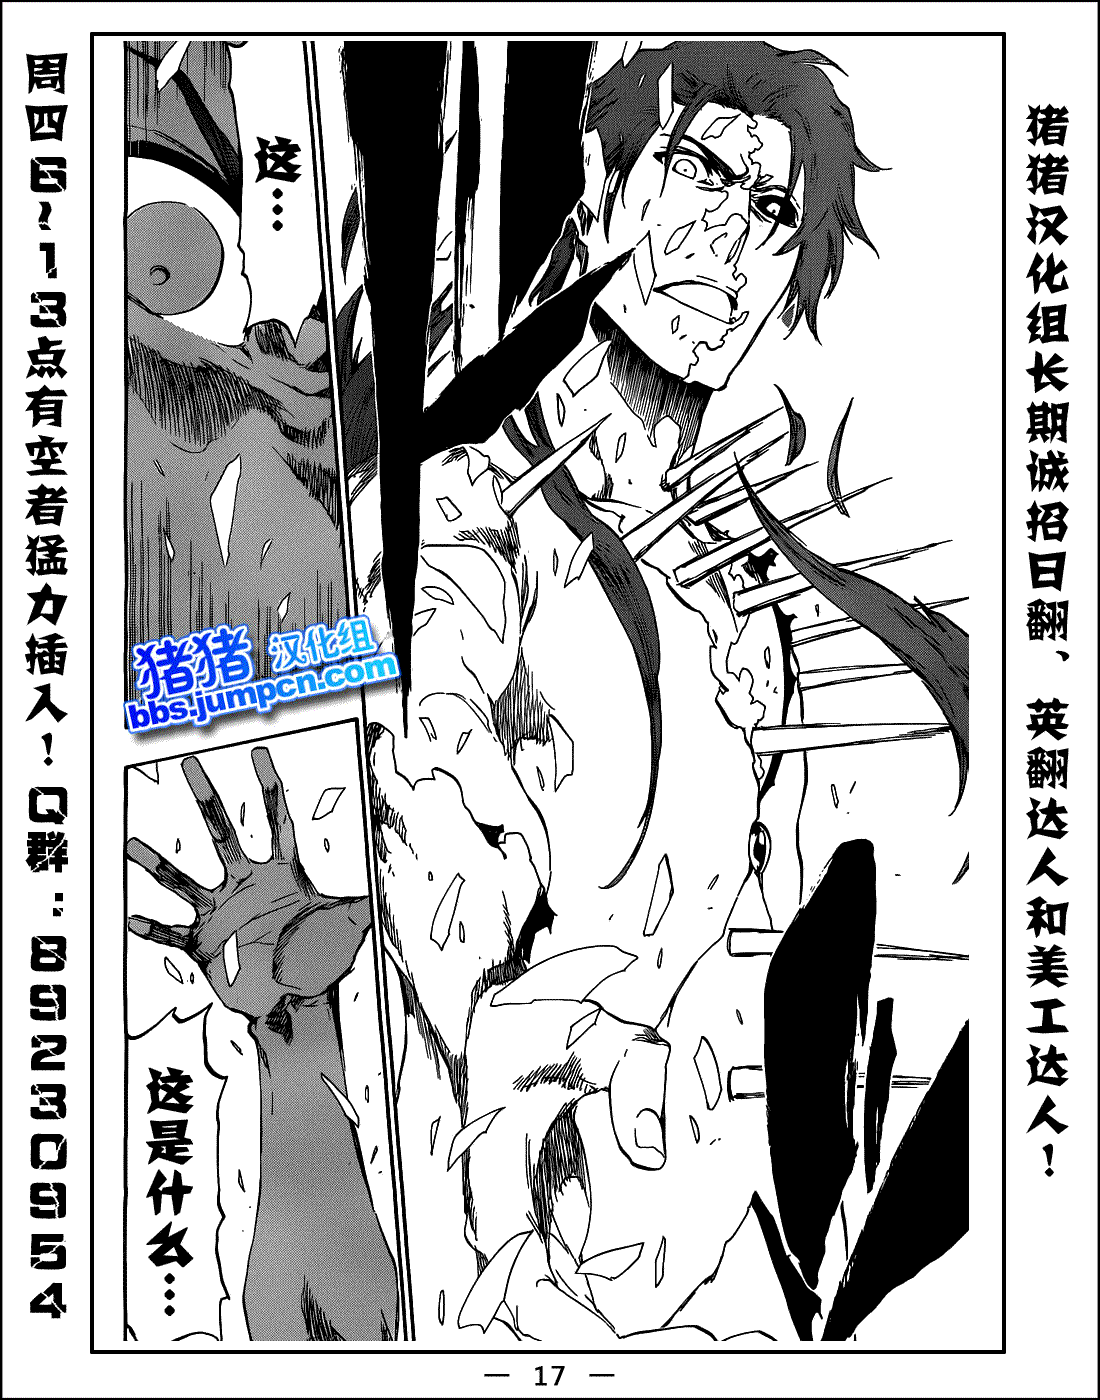 猪猪汉化组长期诚招日翻、英翻达人和美工达人！
这…
这是什么…
猪猪 汉化组
bbs.jumpcn.com
周四6~13点有空者猛力插入！Q群：89230954
— 17 —